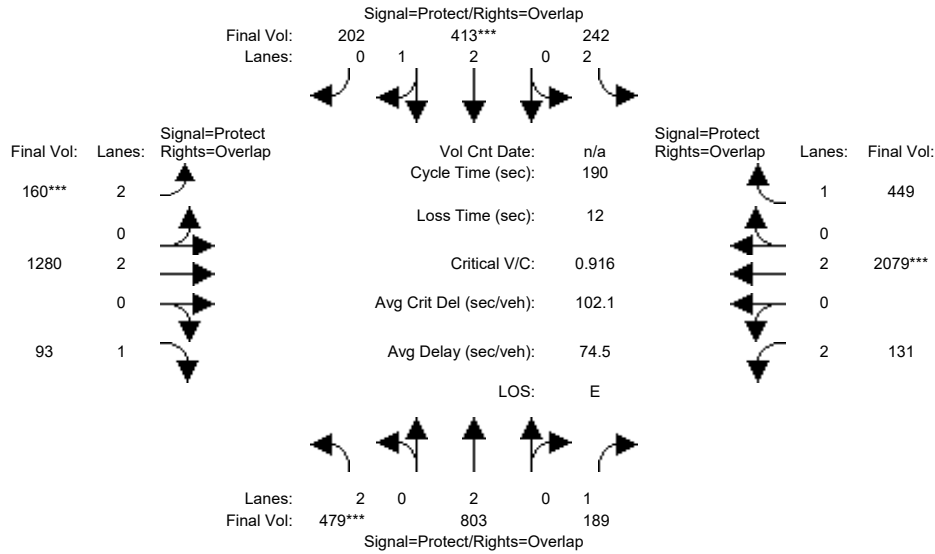 Signal=Protect/Rights=Overlap
Final Vol: 202 413*** 242
Lanes: 0 1 2 0 2
Signal=Protect
Final Vol: Lanes: Rights=Overlap
Vol Cnt Date: n/a
Signal=Protect
Rights=Overlap Lanes: Final Vol:
Cycle Time (sec): 190
160*** 2
1 449
Loss Time (sec): 12
0
0
1280 2
Critical V/C: 0.916
2 2079***
0
Avg Crit Del (sec/veh): 102.1
0
93 1
Avg Delay (sec/veh): 74.5
2 131
LOS: E
Lanes: 2 0 2 0 1
Final Vol: 479*** 803 189
Signal=Protect/Rights=Overlap